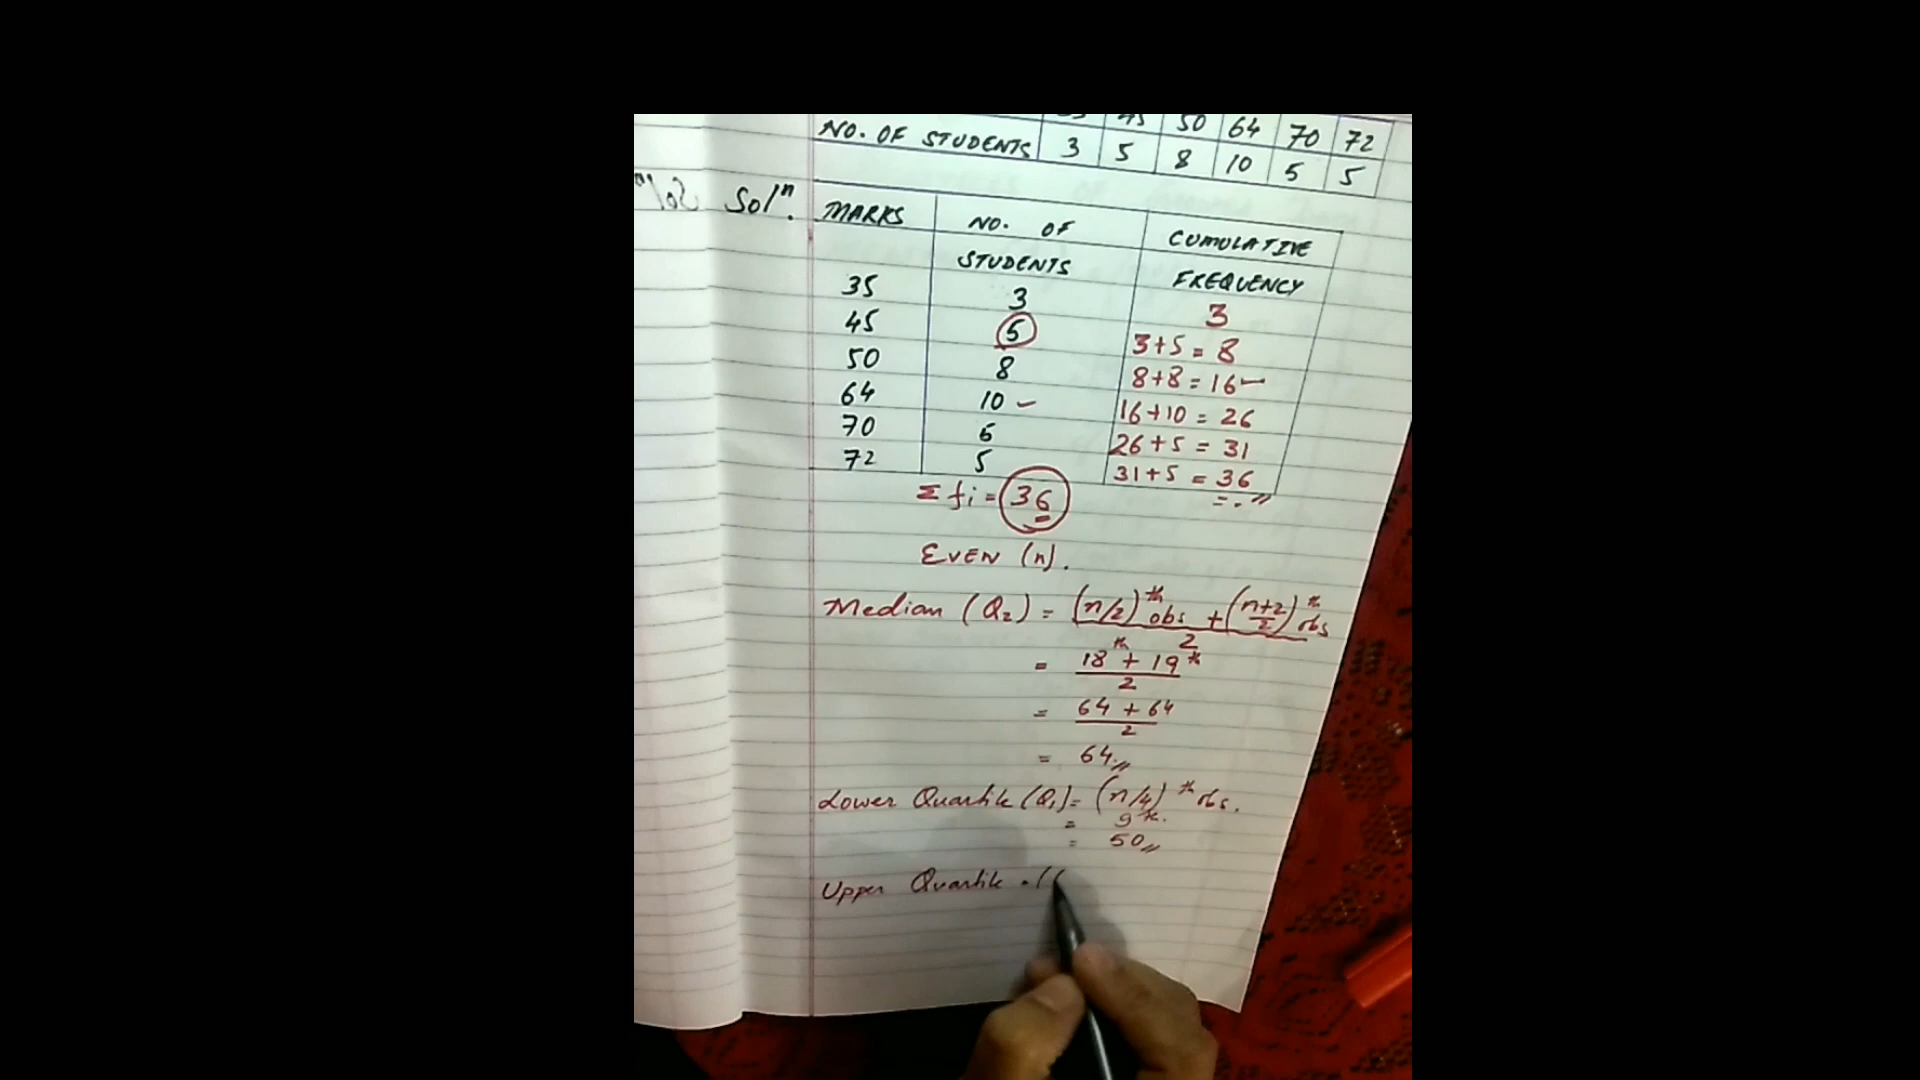 45 50 64 70 72
NO. OF STUDENTS 3 5 8 10 5 5
Solⁿ. MARKS NO. OF STUDENTS CUMULATIVE FREQUENCY
35 3 3
45 5 3+5 = 8
50 8 8+8 = 16
64 10 16+10 = 26
70 5 26+5 = 31
72 5 31+5 = 36
Σfi = 36
EVEN (n).
Median (Q₂) = (n/2)th obs + (n+2/2)th obs
2
= 18th + 19th
2
= 64 + 64
2
= 64
Lower Quartile (Q₁) = (n/4)th obs.
= 9th.
= 50
Upper Quartile